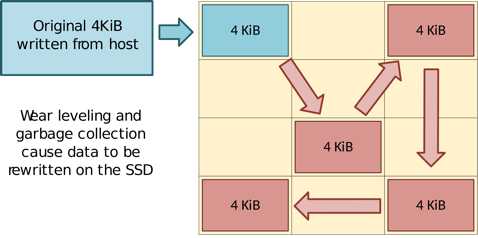 Original 4KiB
written from host
4 KiB
4 KiB
Wear leveling and
garbage collection
cause data to be
rewritten on the SSD
4 KiB
4 KiB
4 KiB